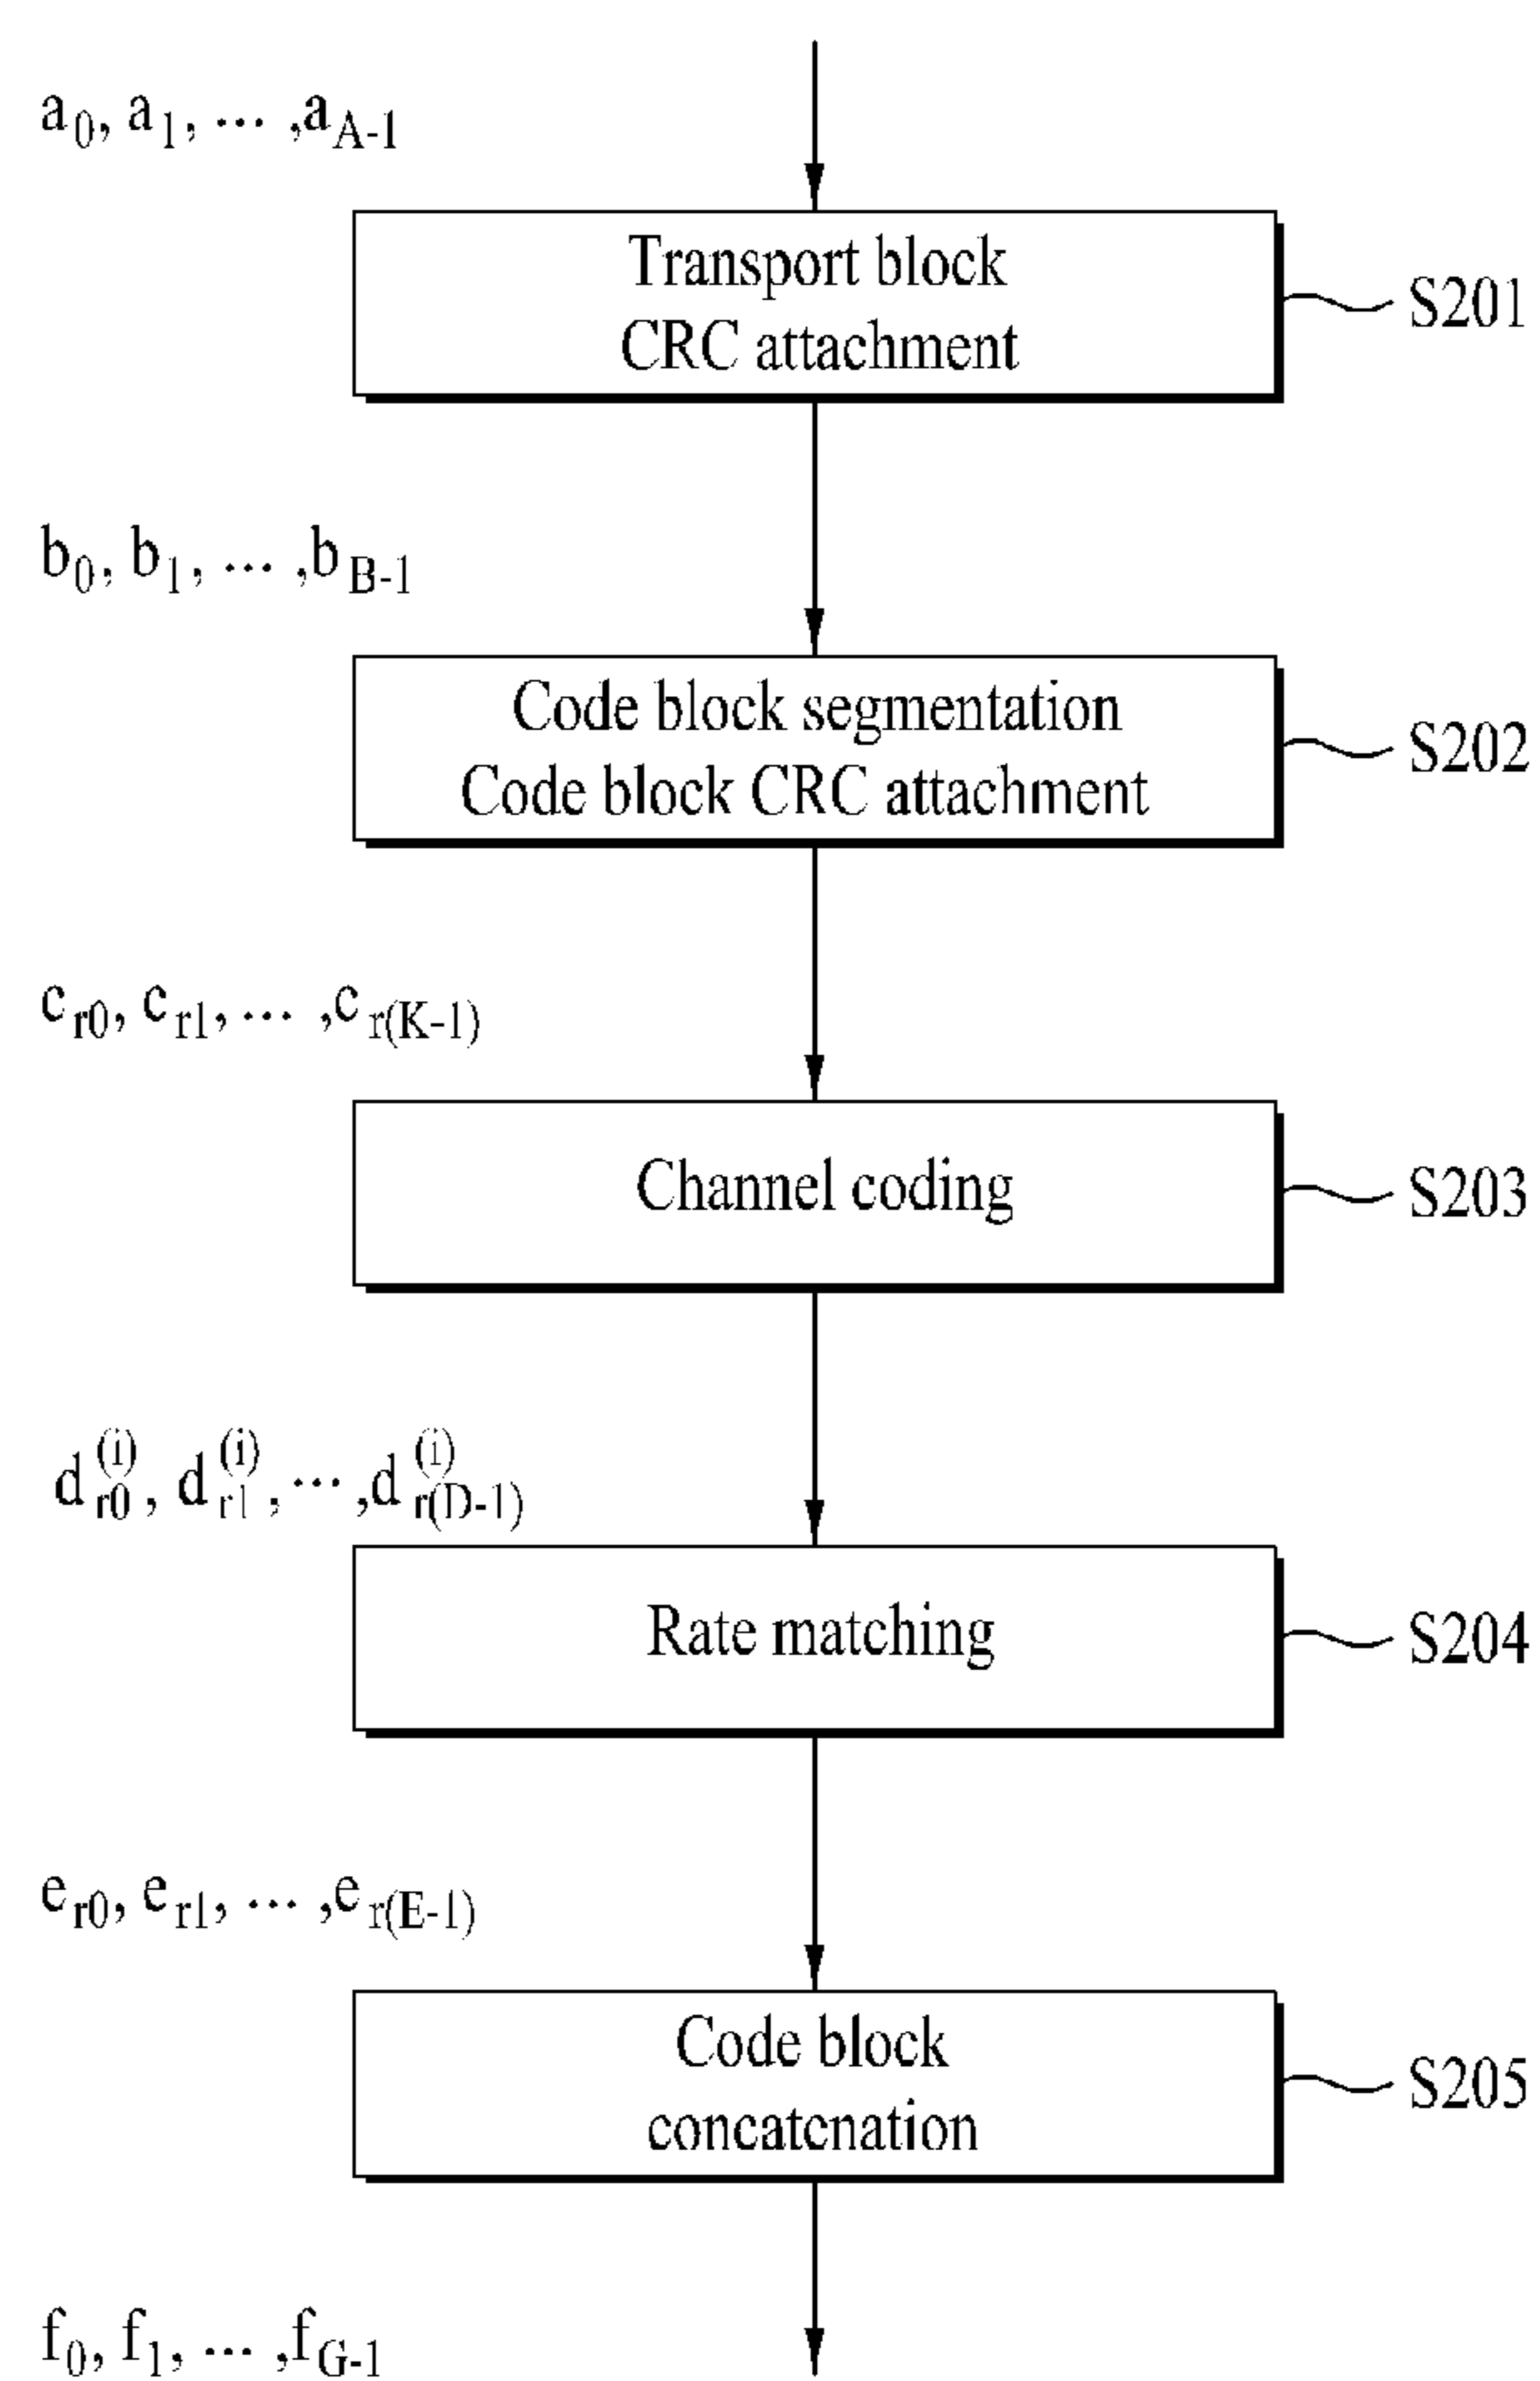 a0, a1, ... ,aA-1
Transport block
CRC attachment
S201
b0, b1, ... ,bB-1
Code block segmentation
Code block CRC attachment
S202
cr0, cr1, ... ,cr(K-1)
Channel coding
S203
d(i)r0, d(i)r1, ... ,d(i)r(D-1)
Rate matching
S204
er0, er1, ... ,er(E-1)
Code block
concatenation
S205
f0, f1, ... ,fG-1